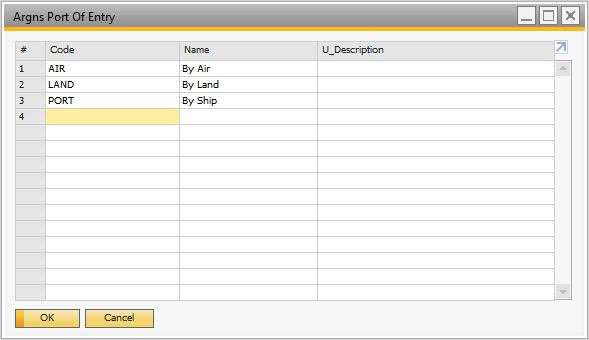 Argns Port Of Entry
# Code Name U_Description
1 AIR By Air
2 LAND By Land
3 PORT By Ship
4
OK Cancel